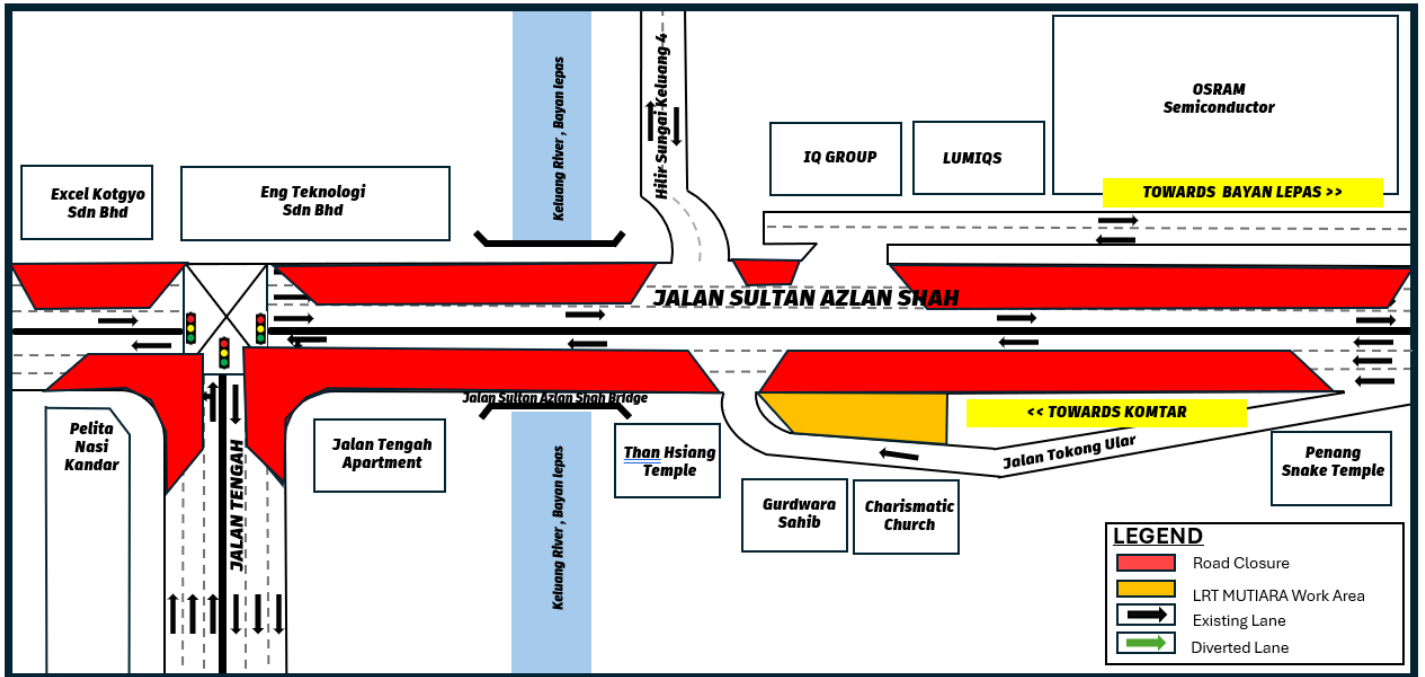 Keluang River , Bayan lepas
Hilir Sungai Keluang 4
OSRAM
Semiconductor
IQ GROUP
LUMIQS
Excel Kotgyo
Sdn Bhd
Eng Teknologi
Sdn Bhd
TOWARDS BAYAN LEPAS >>
JALAN SULTAN AZLAN SHAH
Jalan Sultan Azlan Shah Bridge
<< TOWARDS KOMTAR
Pelita
Nasi
Kandar
JALAN TENGAH
Jalan Tengah
Apartment
Keluang River , Bayan lepas
Than Hsiang
Temple
Jalan Tokong Ular
Penang
Snake Temple
Gurdwara
Sahib
Charismatic
Church
LEGEND
Road Closure
LRT MUTIARA Work Area
Existing Lane
Diverted Lane